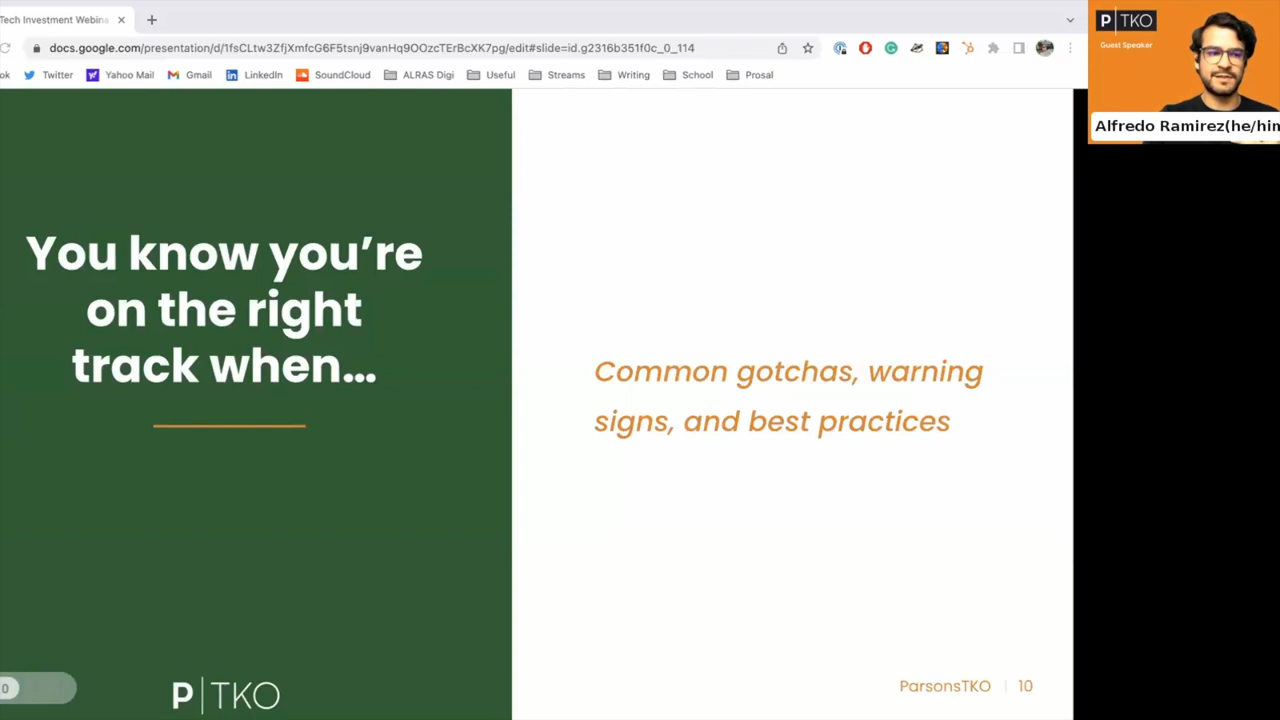 Tech Investment Webina
docs.google.com/presentation/d/1fsCLtw3ZfjXmfcG6F5tsnj9vanHq9OOzcTErBcXK7pg/edit#slide=id.g2316b351f0c_0_114
ok Twitter Yahoo Mail Gmail LinkedIn SoundCloud ALRAS Digi Useful Streams Writing School Prosal
P|TKO
Guest Speaker
Alfredo Ramirez(he/him
You know you’re
on the right
track when...
Common gotchas, warning
signs, and best practices
0
P|TKO
ParsonsTKO | 10